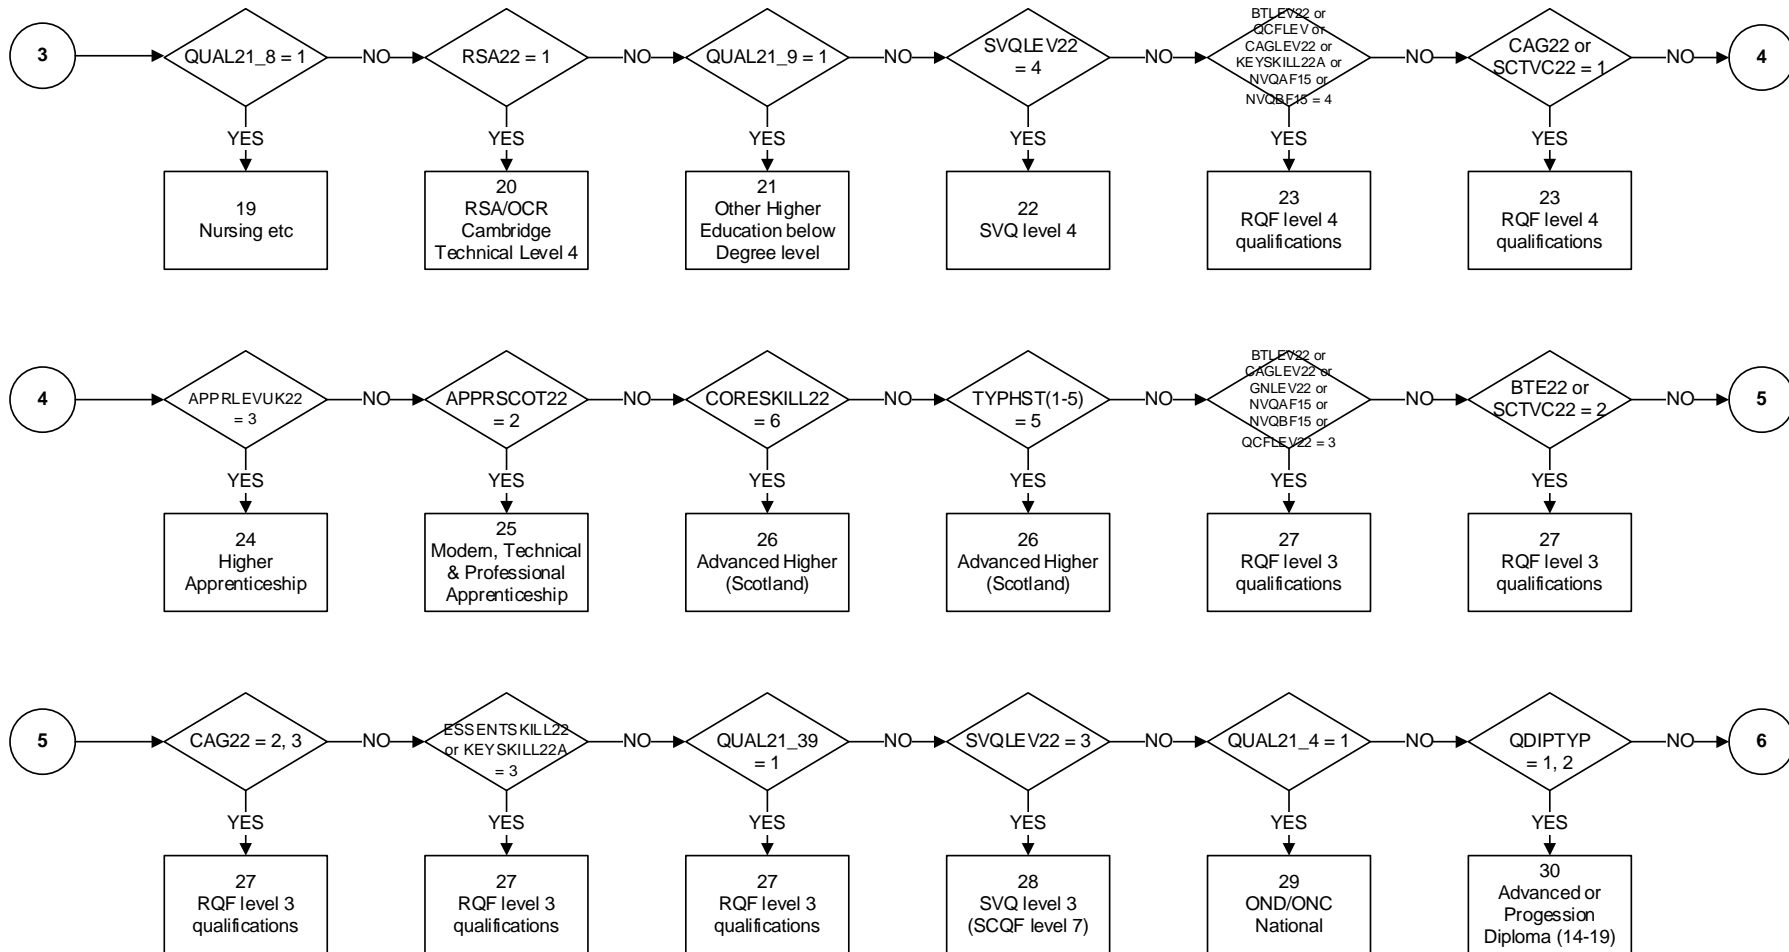 3
QUAL21_8 = 1
NO
RSA22 = 1
NO
QUAL21_9 = 1
NO
SVQLEV22
= 4
NO
BTLEV22 or
QCFLEV or
CAGLEV22 or
KEYSKILL22A or
NVQAF15 or
NVQBF15 = 4
NO
CAG22 or
SCTVC22 = 1
NO
4
YES
YES
YES
YES
YES
YES
19
Nursing etc
20
RSA/OCR
Cambridge
Technical Level 4
21
Other Higher
Education below
Degree level
22
SVQ level 4
23
RQF level 4
qualifications
23
RQF level 4
qualifications
4
APPRLEVUK22
= 3
NO
APPRSCOT22
= 2
NO
CORESKILL22
= 6
NO
TYPHST(1-5)
= 5
NO
BTLEV22 or
CAGLEV22 or
GNLEV22 or
NVQAF15 or
NVQBF15 or
QCFLEV22 = 3
NO
BTE22 or
SCTVC22 = 2
NO
5
YES
YES
YES
YES
YES
YES
24
Higher
Apprenticeship
25
Modern, Technical
& Professional
Apprenticeship
26
Advanced Higher
(Scotland)
26
Advanced Higher
(Scotland)
27
RQF level 3
qualifications
27
RQF level 3
qualifications
5
CAG22 = 2, 3
NO
ESSENTSKILL22
or KEYSKILL22A
= 3
NO
QUAL21_39
= 1
NO
SVQLEV22 = 3
NO
QUAL21_4 = 1
NO
QDIPTYP
= 1, 2
NO
6
YES
YES
YES
YES
YES
YES
27
RQF level 3
qualifications
27
RQF level 3
qualifications
27
RQF level 3
qualifications
28
SVQ level 3
(SCQF level 7)
29
OND/ONC
National
30
Advanced or
Progession
Diploma (14-19)